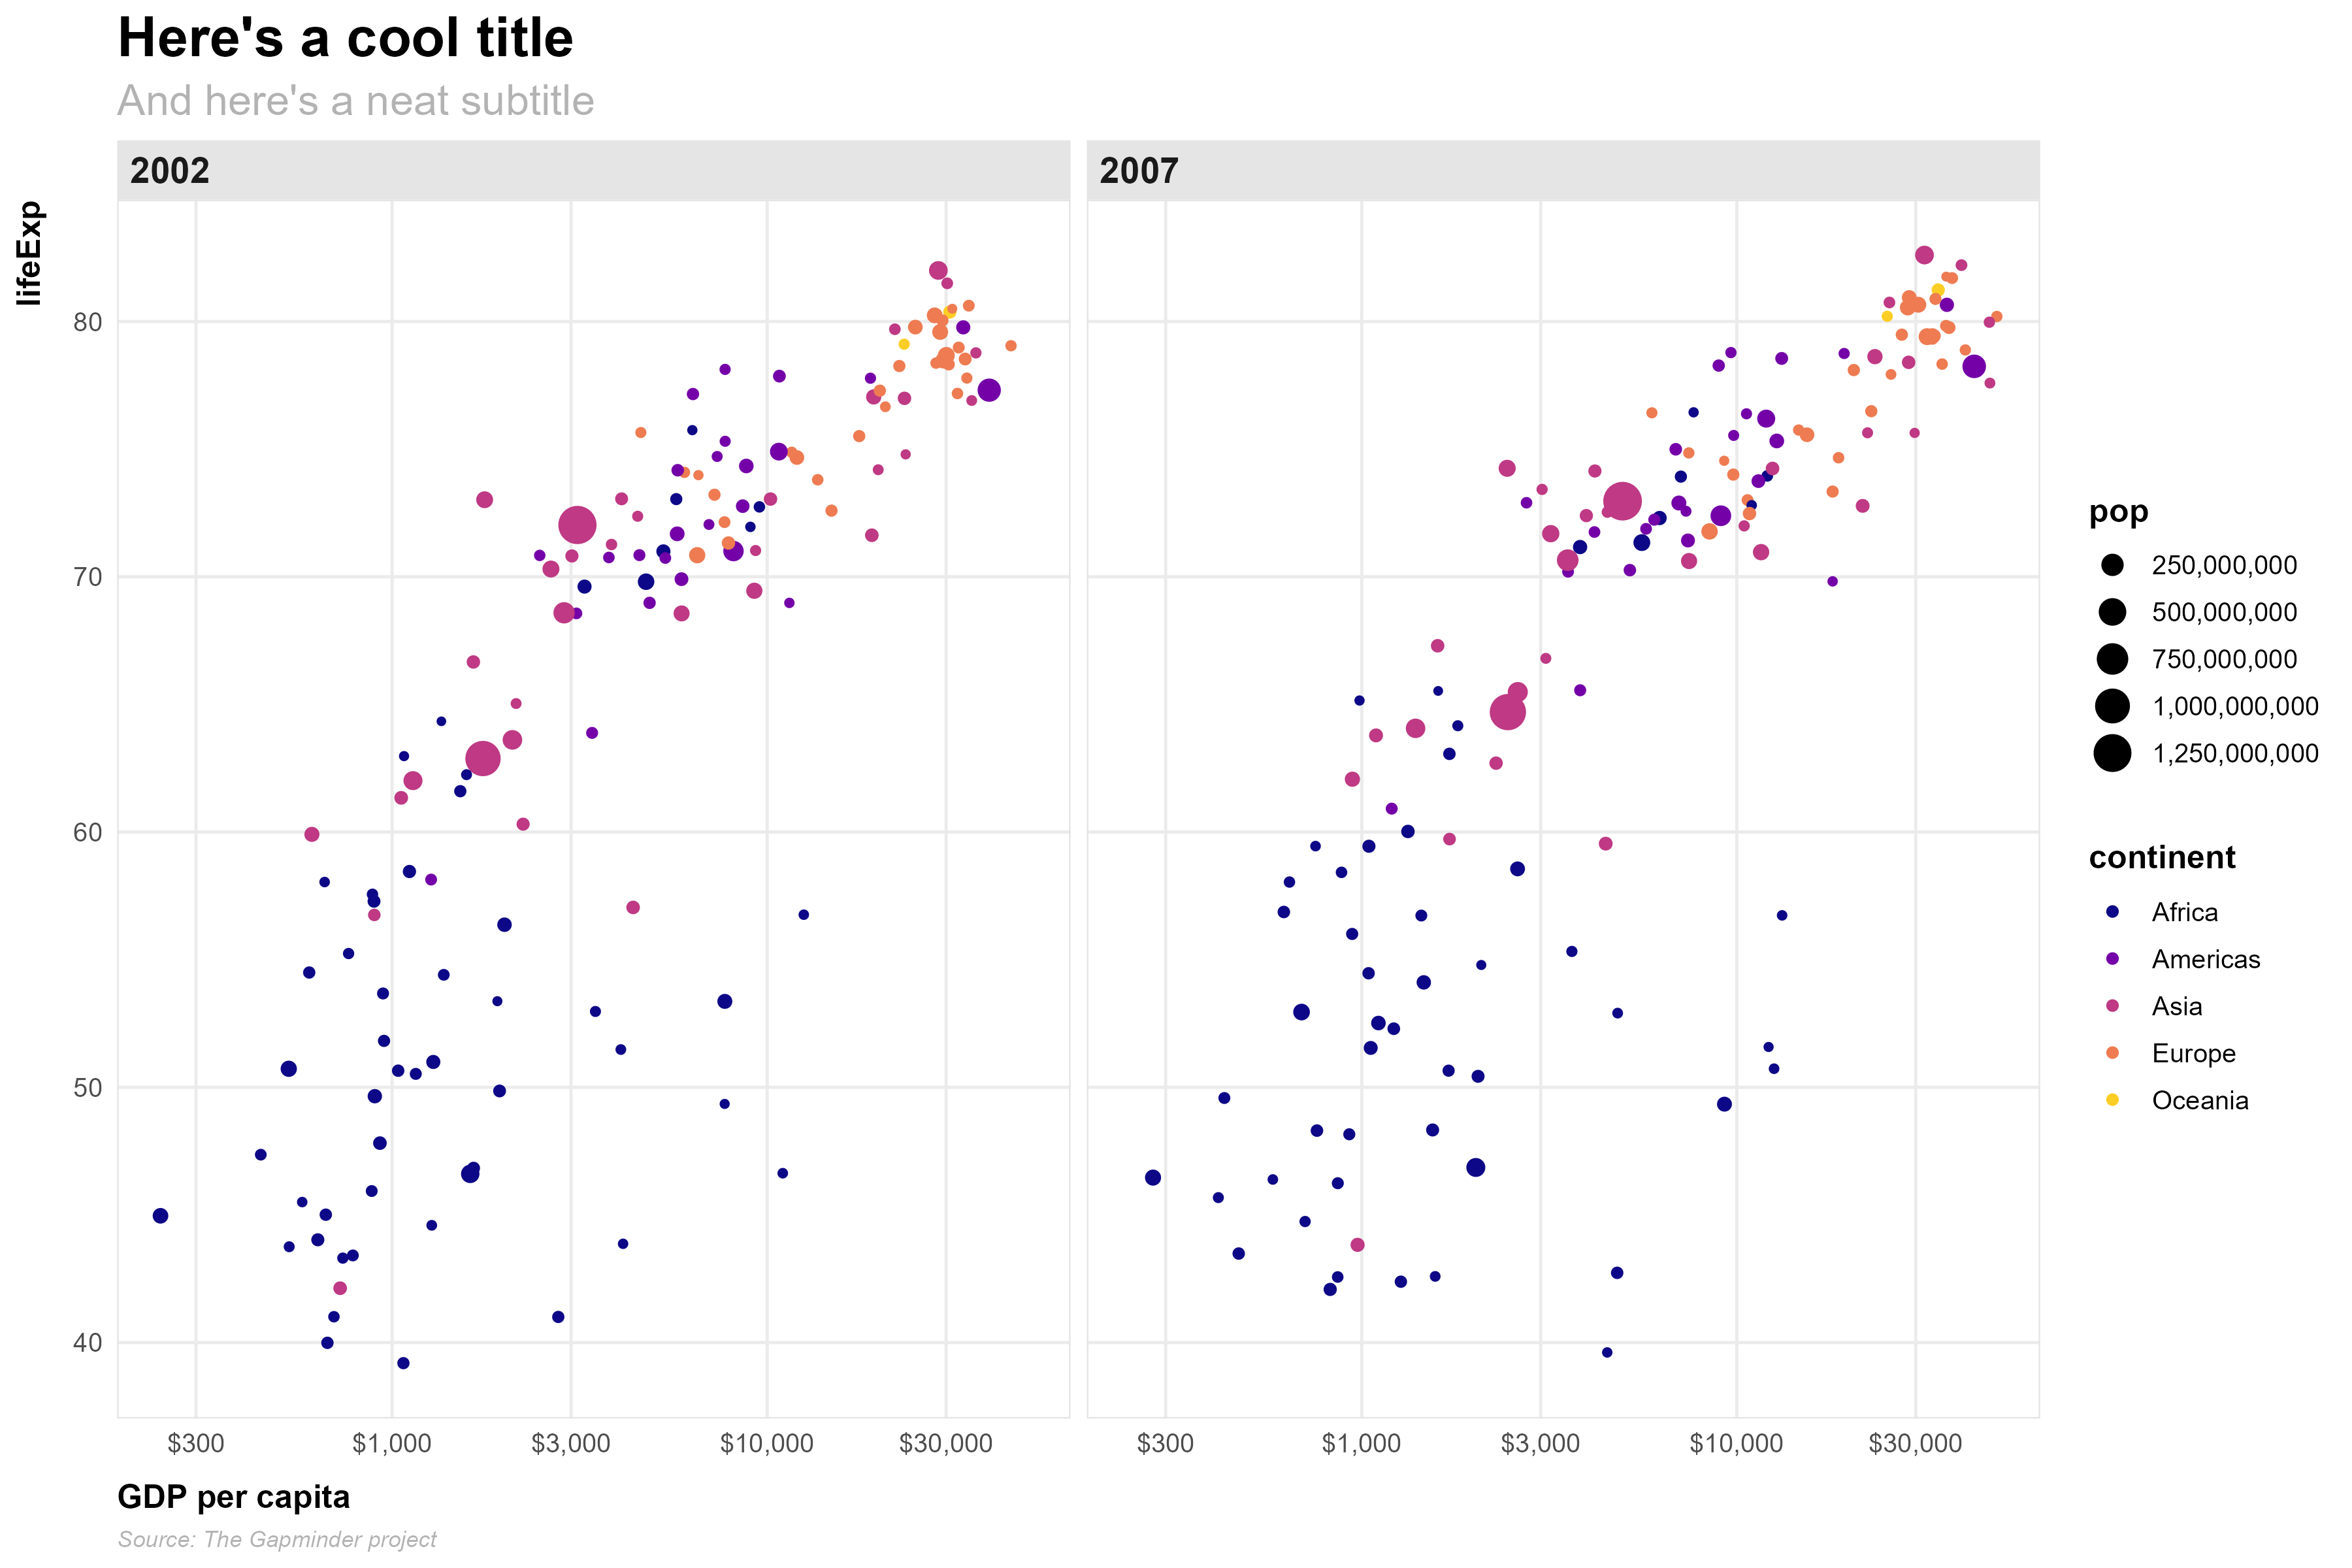 Here's a cool title
And here's a neat subtitle
2002
2007
lifeExp
80
70
60
50
40
$300
$1,000
$3,000
$10,000
$30,000
$300
$1,000
$3,000
$10,000
$30,000
GDP per capita
Source: The Gapminder project
pop
250,000,000
500,000,000
750,000,000
1,000,000,000
1,250,000,000
continent
Africa
Americas
Asia
Europe
Oceania